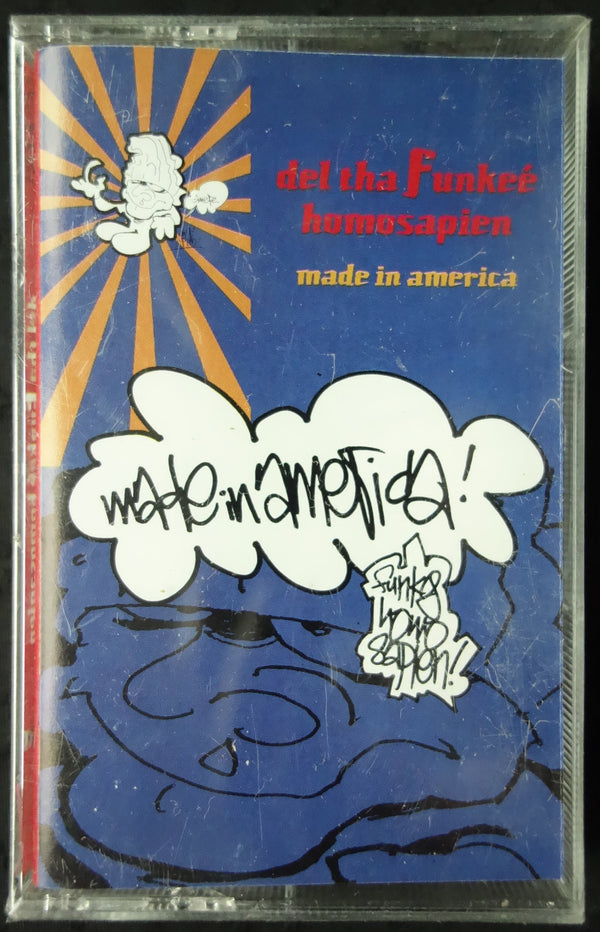 del tha Funkeé
homosapien
made in america
made in america!
funky
homo
sapien!